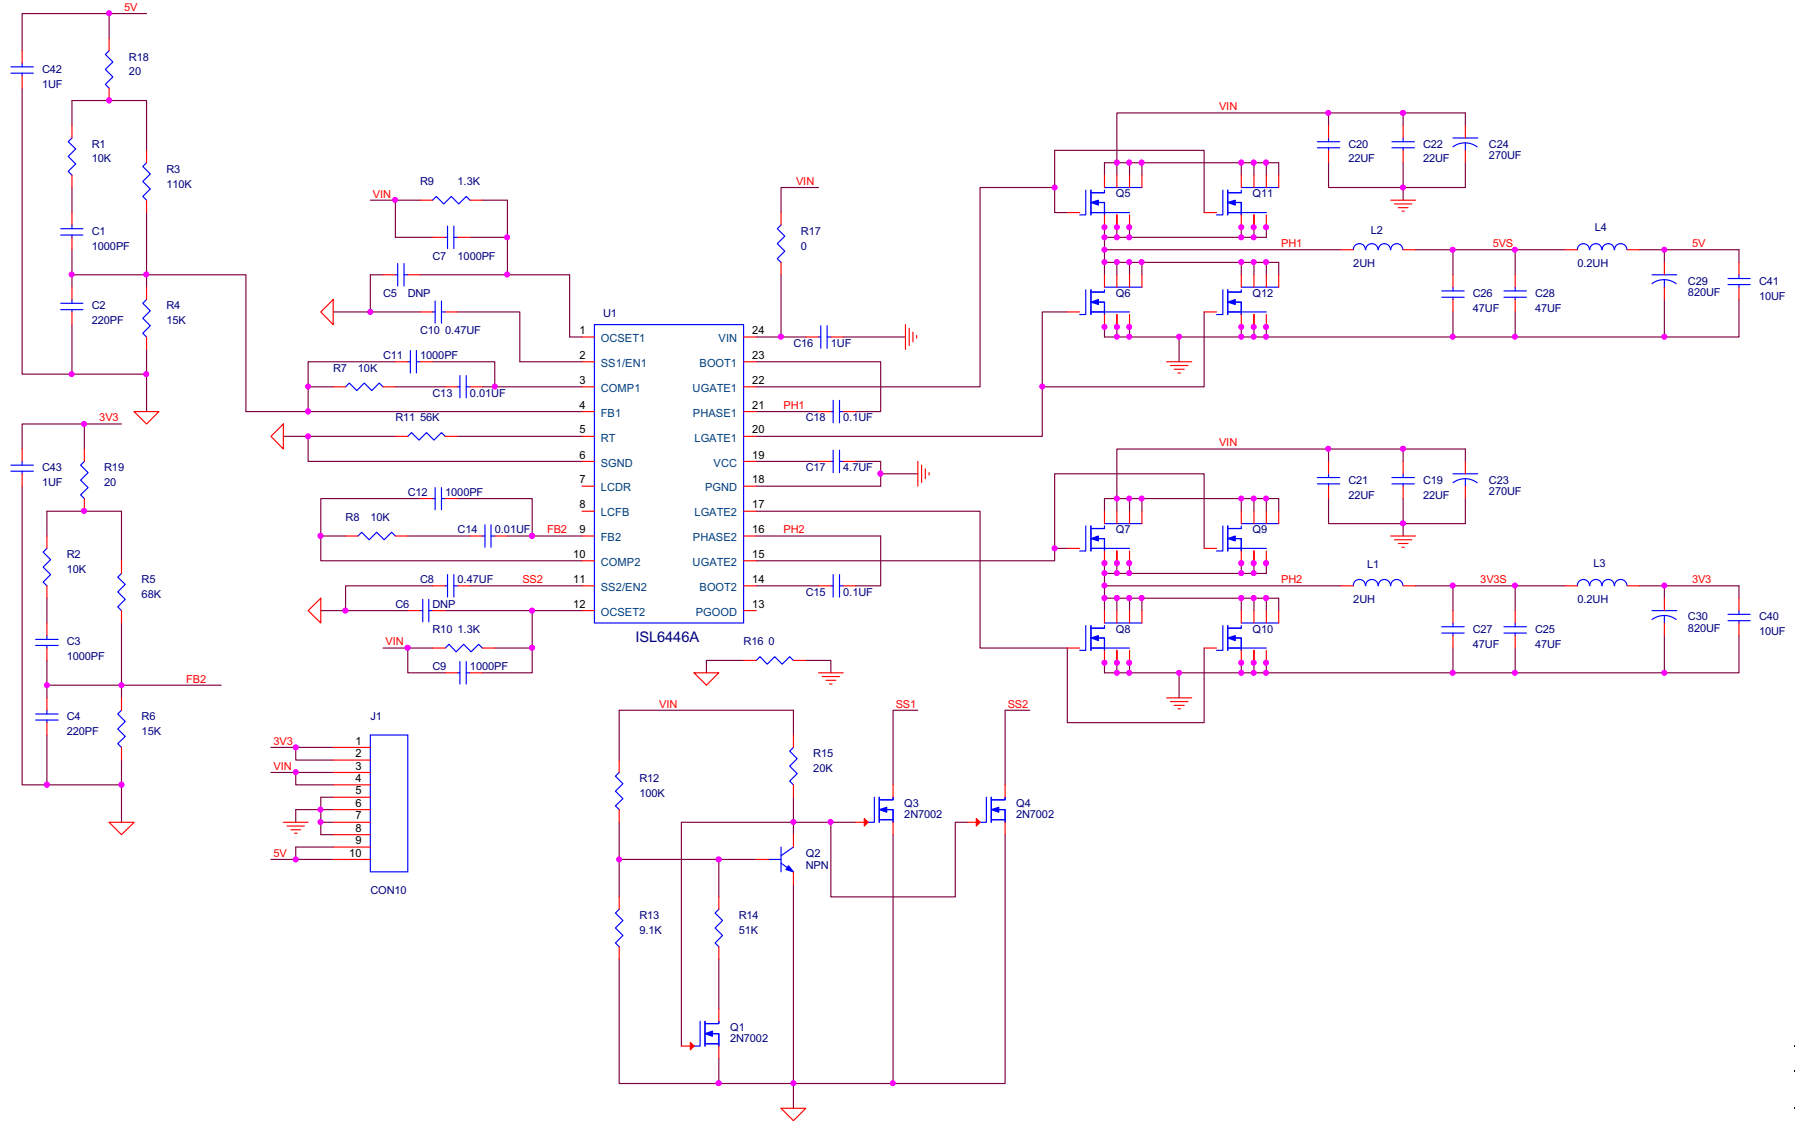 5V
C42
1UF
R18
20
R1
10K
R3
110K
C1
1000PF
C2
220PF
R4
15K
3V3
C43
1UF
R19
20
R2
10K
R5
68K
C3
1000PF
FB2
C4
220PF
R6
15K
VIN
R9 1.3K
C7 1000PF
C5 DNP
C10 0.47UF
C11 1000PF
R7 10K
C13 0.01UF
R11 56K
C12 1000PF
R8 10K
C14 0.01UF FB2
C8 0.47UF SS2
C6 DNP
R10 1.3K
VIN
C9 1000PF
U1
1 OCSET1
2 SS1/EN1
3 COMP1
4 FB1
5 RT
6 SGND
7 LCDR
8 LCFB
9 FB2
10 COMP2
11 SS2/EN2
12 OCSET2
VIN 24
BOOT1 23
UGATE1 22
PHASE1 21
LGATE1 20
VCC 19
PGND 18
LGATE2 17
PHASE2 16
UGATE2 15
BOOT2 14
PGOOD 13
ISL6446A
VIN
R17
0
C16 1UF
PH1
C18 0.1UF
C17 4.7UF
PH2
C15 0.1UF
R16 0
VIN
C20
22UF
C22
22UF
C24
270UF
Q5
Q11
PH1
L2
2UH
5VS
L4
0.2UH
5V
Q6
Q12
C26
47UF
C28
47UF
C29
820UF
C41
10UF
VIN
C21
22UF
C19
22UF
C23
270UF
Q7
Q9
PH2
L1
2UH
3V3S
L3
0.2UH
3V3
Q8
Q10
C27
47UF
C25
47UF
C30
820UF
C40
10UF
J1
3V3
VIN
5V
1
2
3
4
5
6
7
8
9
10
CON10
VIN
SS1
SS2
R15
20K
R12
100K
Q3
2N7002
Q4
2N7002
Q2
NPN
R13
9.1K
R14
51K
Q1
2N7002